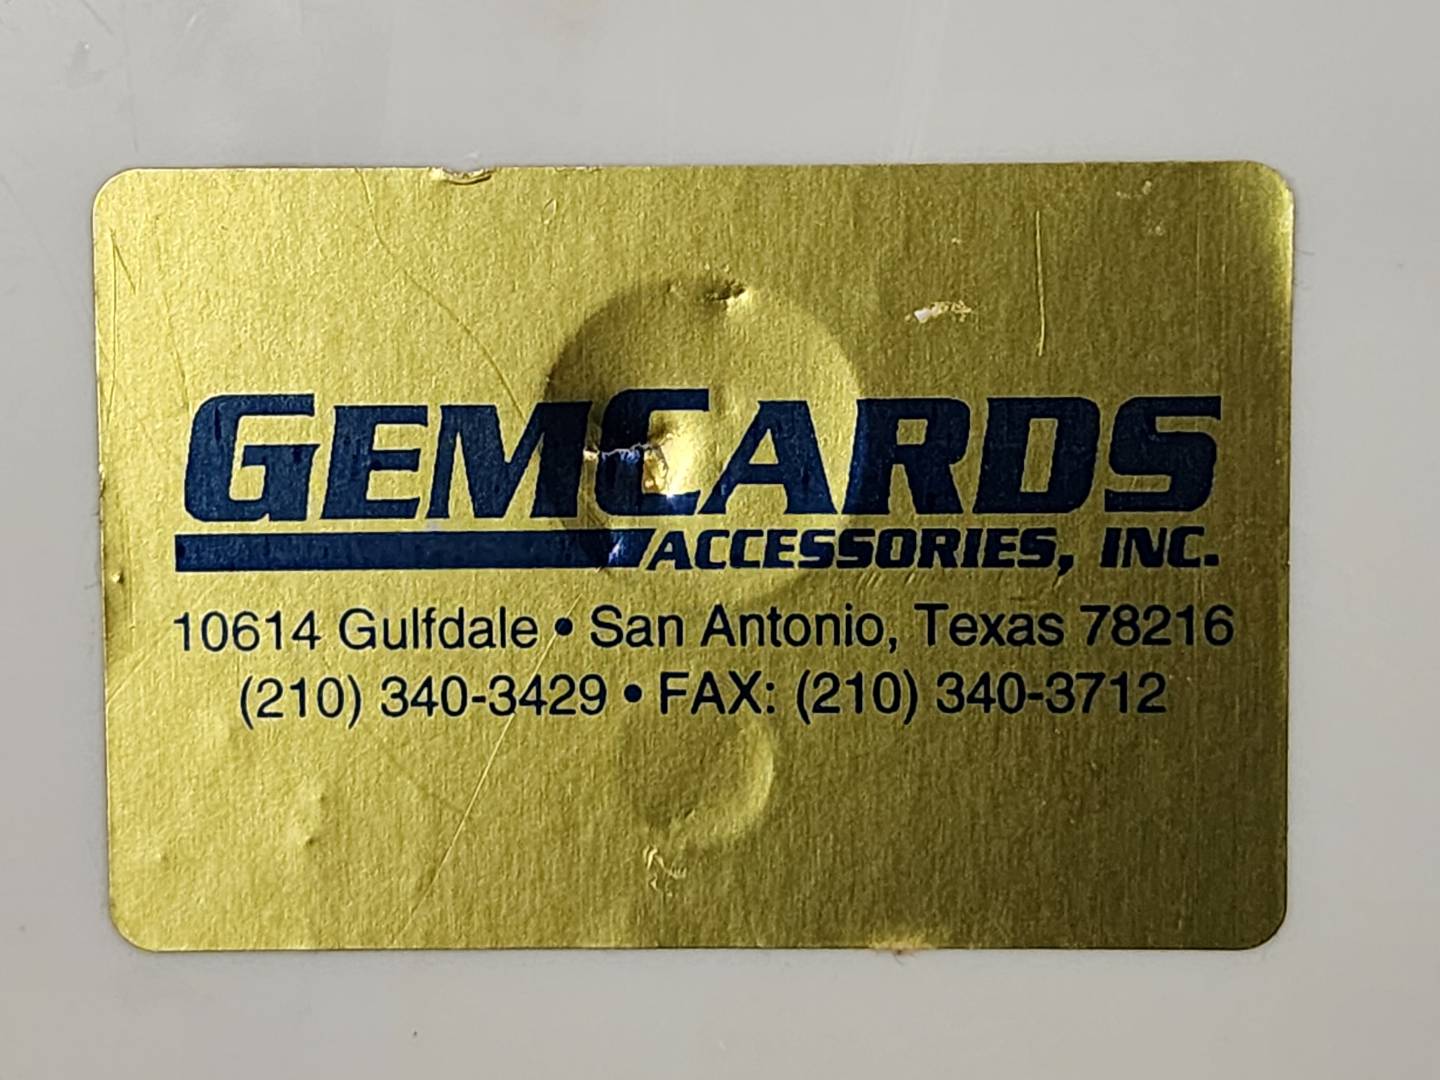 GEMCARDS
ACCESSORIES, INC.
10614 Gulfdale • San Antonio, Texas 78216
(210) 340-3429 • FAX: (210) 340-3712